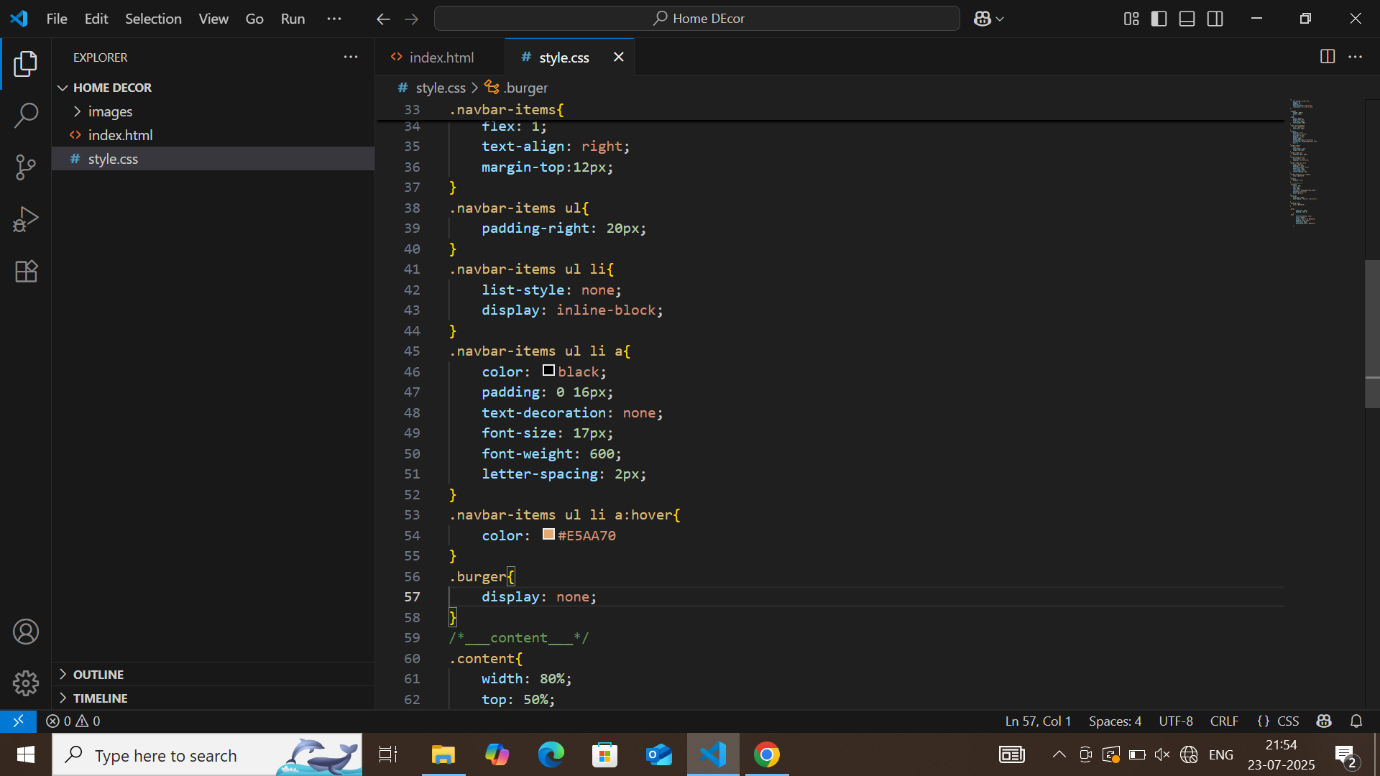 File Edit Selection View Go Run ··· Home DEcor
EXPLORER ···
HOME DECOR
images
index.html
style.css
OUTLINE
TIMELINE
index.html # style.css
# style.css > .burger
33 .navbar-items{
34 flex: 1;
35 text-align: right;
36 margin-top:12px;
37 }
38 .navbar-items ul{
39 padding-right: 20px;
40 }
41 .navbar-items ul li{
42 list-style: none;
43 display: inline-block;
44 }
45 .navbar-items ul li a{
46 color: black;
47 padding: 0 16px;
48 text-decoration: none;
49 font-size: 17px;
50 font-weight: 600;
51 letter-spacing: 2px;
52 }
53 .navbar-items ul li a:hover{
54 color: #E5AA70
55 }
56 .burger{
57 display: none;
58 }
59 /*___content___*/
60 .content{
61 width: 80%;
62 top: 50%;
0 0 Ln 57, Col 1 Spaces: 4 UTF-8 CRLF {} CSS
Type here to search ENG 21:54
23-07-2025 2